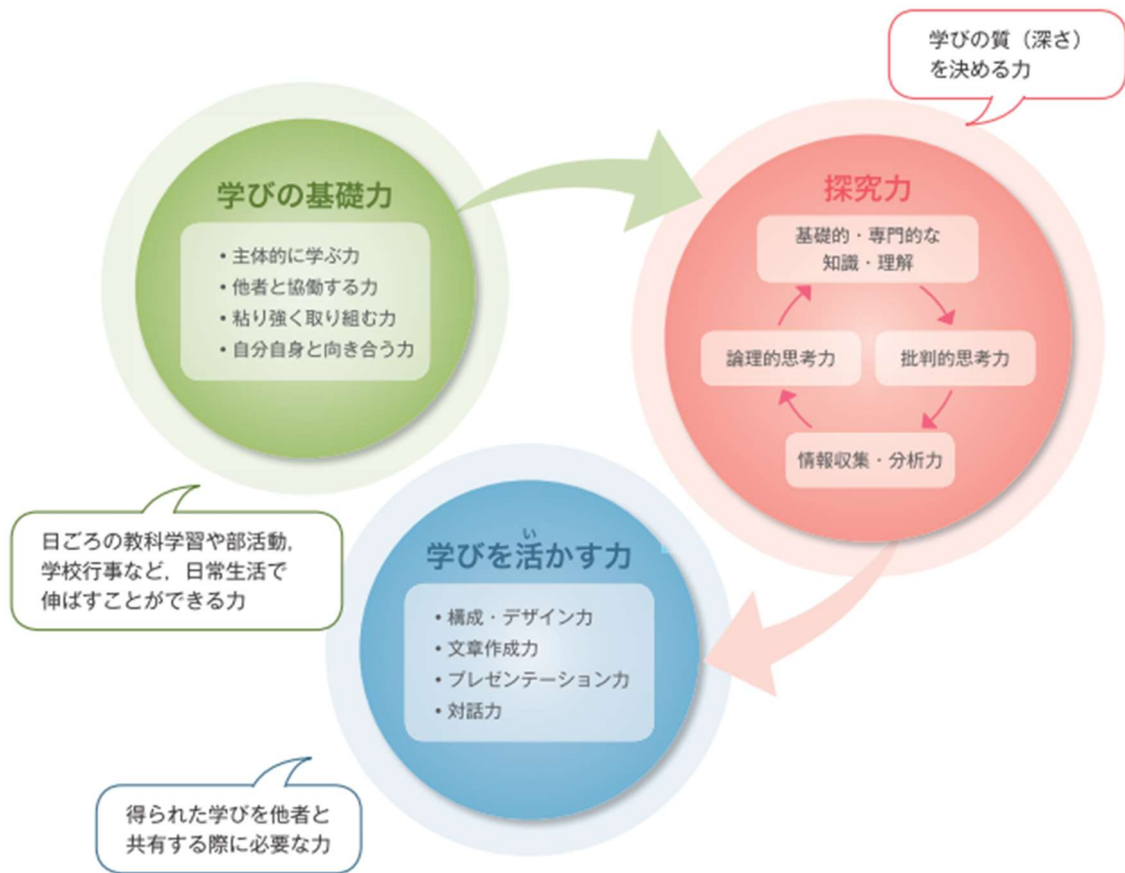 学びの質（深さ）
を決める力
学びの基礎力
・主体的に学ぶ力
・他者と協働する力
・粘り強く取り組む力
・自分自身と向き合う力
探究力
基礎的・専門的な
知識・理解
論理的思考力
批判的思考力
情報収集・分析力
日ごろの教科学習や部活動，
学校行事など，日常生活で
伸ばすことができる力
い
学びを活かす力
・構成・デザイン力
・文章作成力
・プレゼンテーション力
・対話力
得られた学びを他者と
共有する際に必要な力